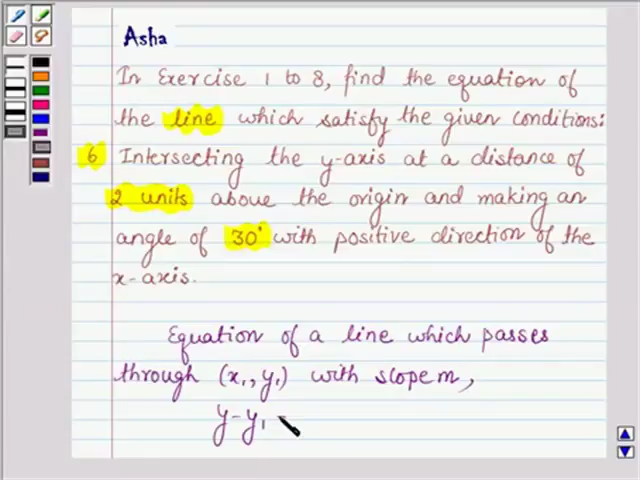 Asha
In Exercise 1 to 8, find the equation of
the line which satisfy the given conditions:
6 Intersecting the y-axis at a distance of
2 units above the origin and making an
angle of 30° with positive direction of the
x-axis.
Equation of a line which passes
through (x₁, y₁) with slope m,
y-y₁